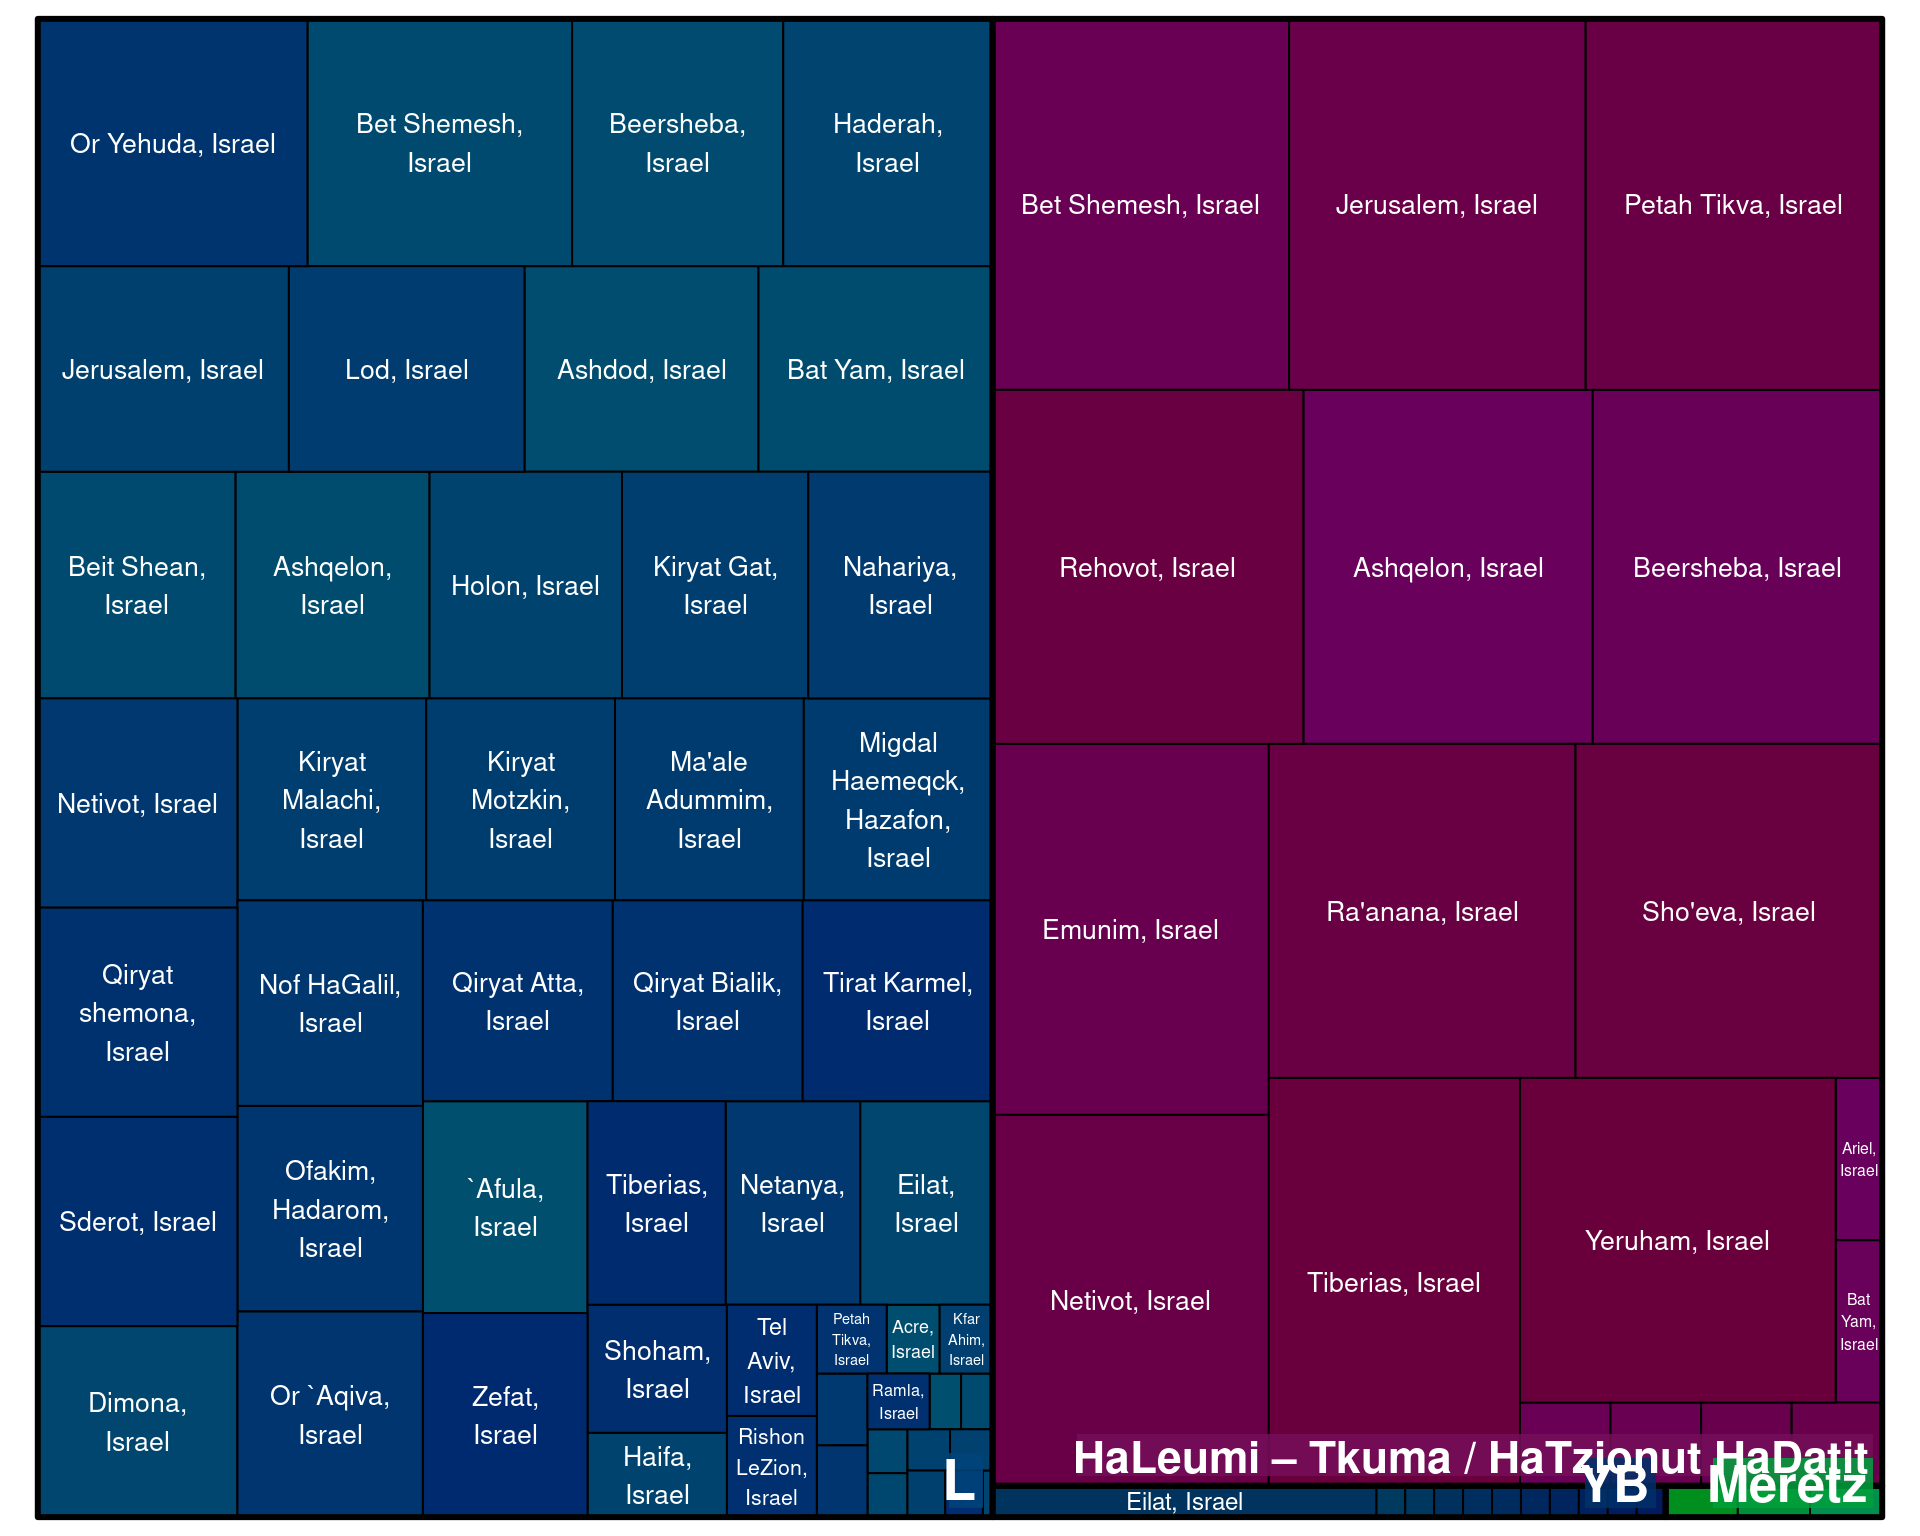 Or Yehuda, Israel
Bet Shemesh,
Israel
Beersheba,
Israel
Haderah,
Israel
Jerusalem, Israel
Lod, Israel
Ashdod, Israel
Bat Yam, Israel
Beit Shean,
Israel
Ashqelon,
Israel
Holon, Israel
Kiryat Gat,
Israel
Nahariya,
Israel
Netivot, Israel
Kiryat
Malachi,
Israel
Kiryat
Motzkin,
Israel
Ma'ale
Adummim,
Israel
Migdal
Haemeqck,
Hazafon,
Israel
Qiryat
shemona,
Israel
Nof HaGalil,
Israel
Qiryat Atta,
Israel
Qiryat Bialik,
Israel
Tirat Karmel,
Israel
Sderot, Israel
Ofakim,
Hadarom,
Israel
`Afula,
Israel
Tiberias,
Israel
Netanya,
Israel
Eilat,
Israel
Dimona,
Israel
Or `Aqiva,
Israel
Zefat,
Israel
Shoham,
Israel
Haifa,
Israel
Tel
Aviv,
Israel
Rishon
LeZion,
Israel
Petah
Tikva,
Israel
Acre,
Israel
Kfar
Ahim,
Israel
Ramla,
Israel
L
Bet Shemesh, Israel
Jerusalem, Israel
Petah Tikva, Israel
Rehovot, Israel
Ashqelon, Israel
Beersheba, Israel
Emunim, Israel
Ra'anana, Israel
Sho'eva, Israel
Netivot, Israel
Tiberias, Israel
Yeruham, Israel
Ariel,
Israel
Bat
Yam,
Israel
HaLeumi – Tkuma / HaTzionut HaDatit
Eilat, Israel
YB
Meretz